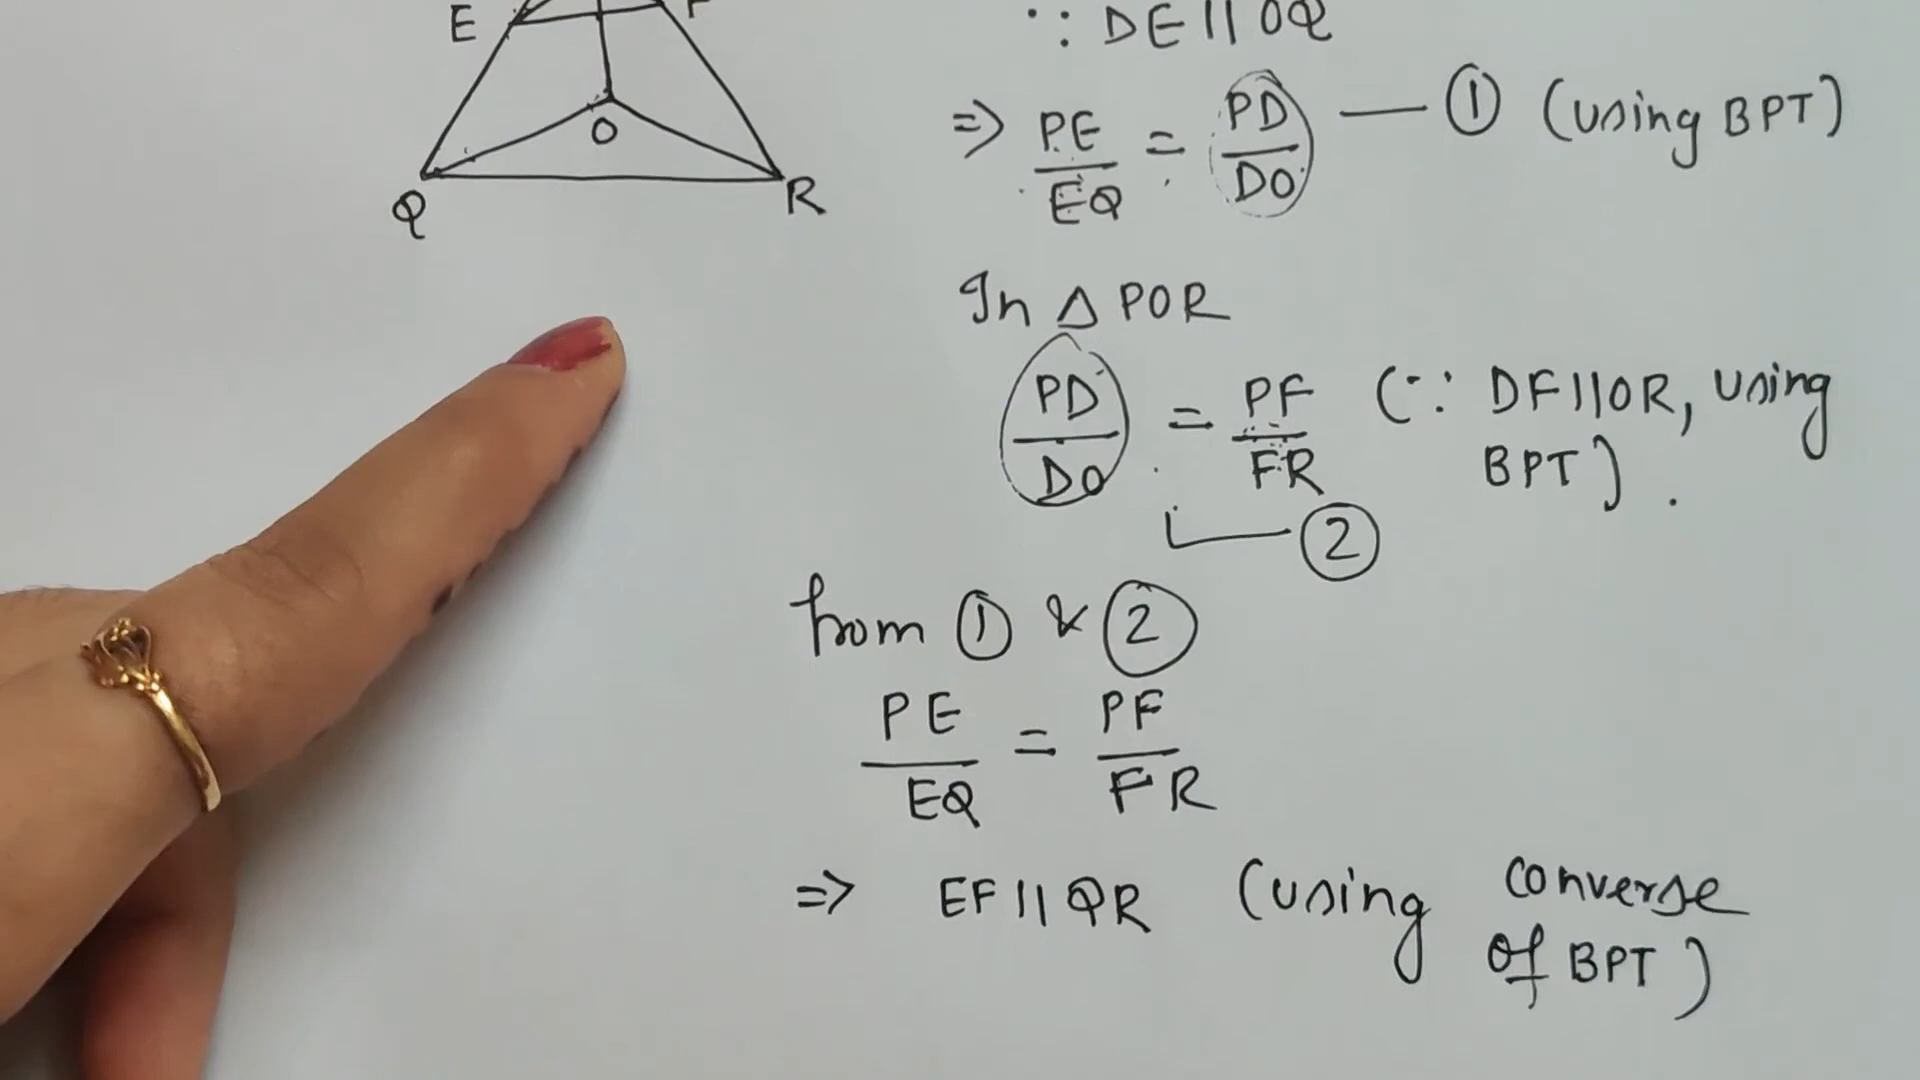 E
F
O
Q
R
∵ DE||OQ
=> PE/EQ = PD/DO — ① (using BPT)
In △ POR
PD/DO = PF/FR (∵ DF||OR, using
BPT).
②
from ① & ②
PE/EQ = PF/FR
=> EF||QR (using converse
of BPT)